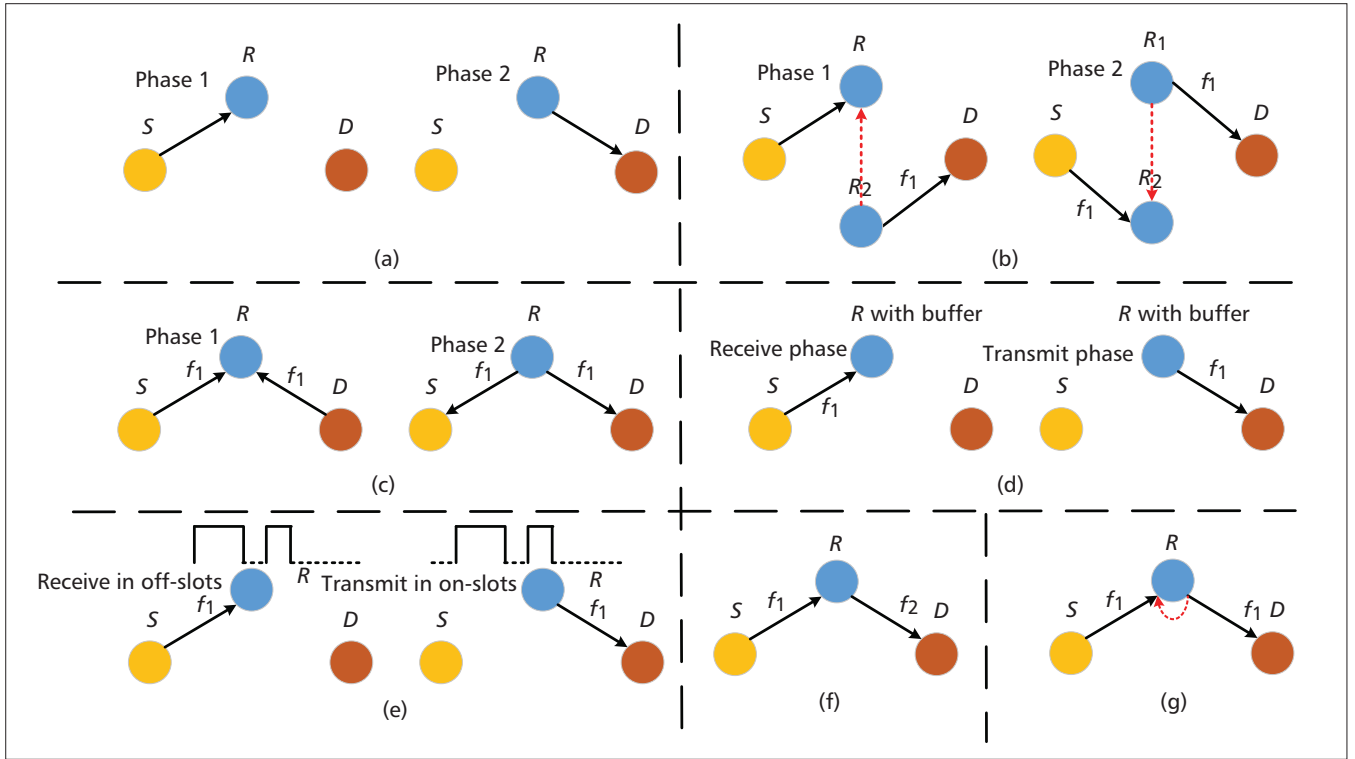 R
Phase 1
S
D
(a)
R
Phase 2
S
D
R
Phase 1
S
D
R2
f1
(b)
R1
Phase 2
f1
S
D
R2
f1
R
Phase 1
f1
f1
S
D
(c)
R
Phase 2
f1
f1
S
D
R with buffer
Receive phase
S
f1
D
(d)
R with buffer
Transmit phase
S
f1
D
Receive in off-slots
R
f1
S
D
(e)
Transmit in on-slots
R
f1
S
D
R
f1
f2
S
D
(f)
R
f1
f1
S
D
(g)